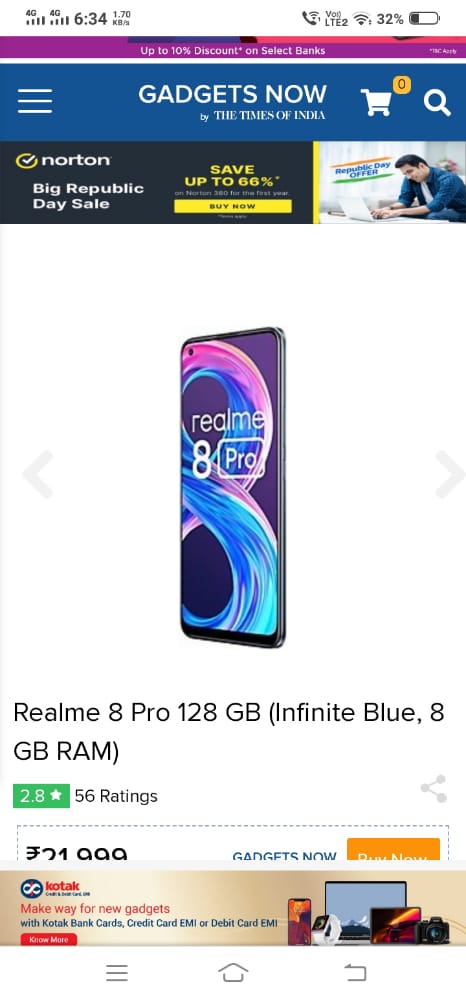 4G 4G 6:34 1.70 KB/s Vo)) LTE2 32%
Up to 10% Discount* on Select Banks *T&C Apply
GADGETS NOW 0
by THE TIMES OF INDIA
norton
Big Republic
Day Sale
SAVE
UP TO 66%*
on Norton 360 for the first year.
BUY NOW
*Terms apply.
Republic Day
OFFER
realme
8 Pro
Realme 8 Pro 128 GB (Infinite Blue, 8
GB RAM)
2.8 ★ 56 Ratings
₹21,999 GADGETS NOW Buy Now
kotak
Credit & Debit Card, EMI
Make way for new gadgets
with Kotak Bank Cards, Credit Card EMI or Debit Card EMI
Know More